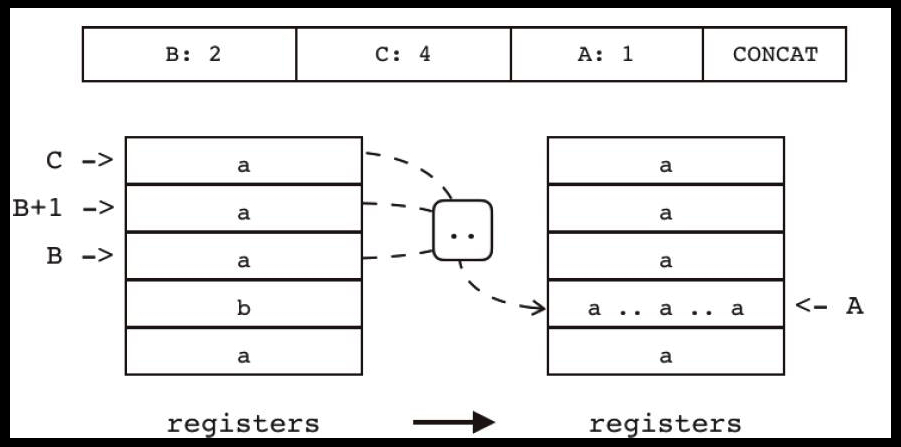 B: 2 C: 4 A: 1 CONCAT
C -> a a
B+1 -> a a
..
B -> a a
b a .. a .. a <- A
a a
registers registers